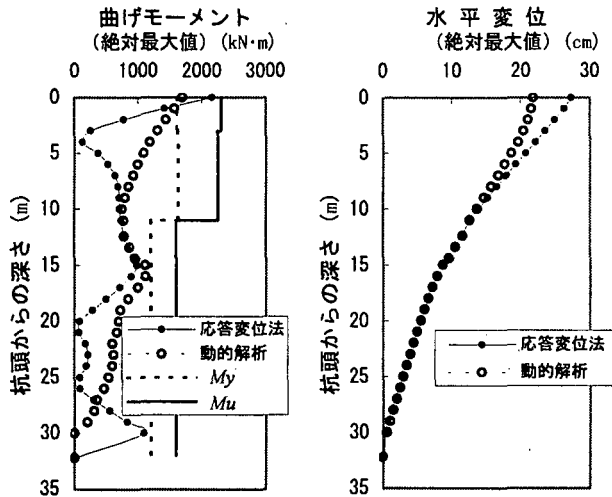 曲げモーメント
(絶対最大値) (kN·m)
0 1000 2000 3000
0
5
10
15
20
25
30
35
杭頭からの深さ (m)
応答変位法
動的解析
My
Mu
水平変位
(絶対最大値) (cm)
0 10 20 30
0
5
10
15
20
25
30
35
杭頭からの深さ (m)
応答変位法
動的解析